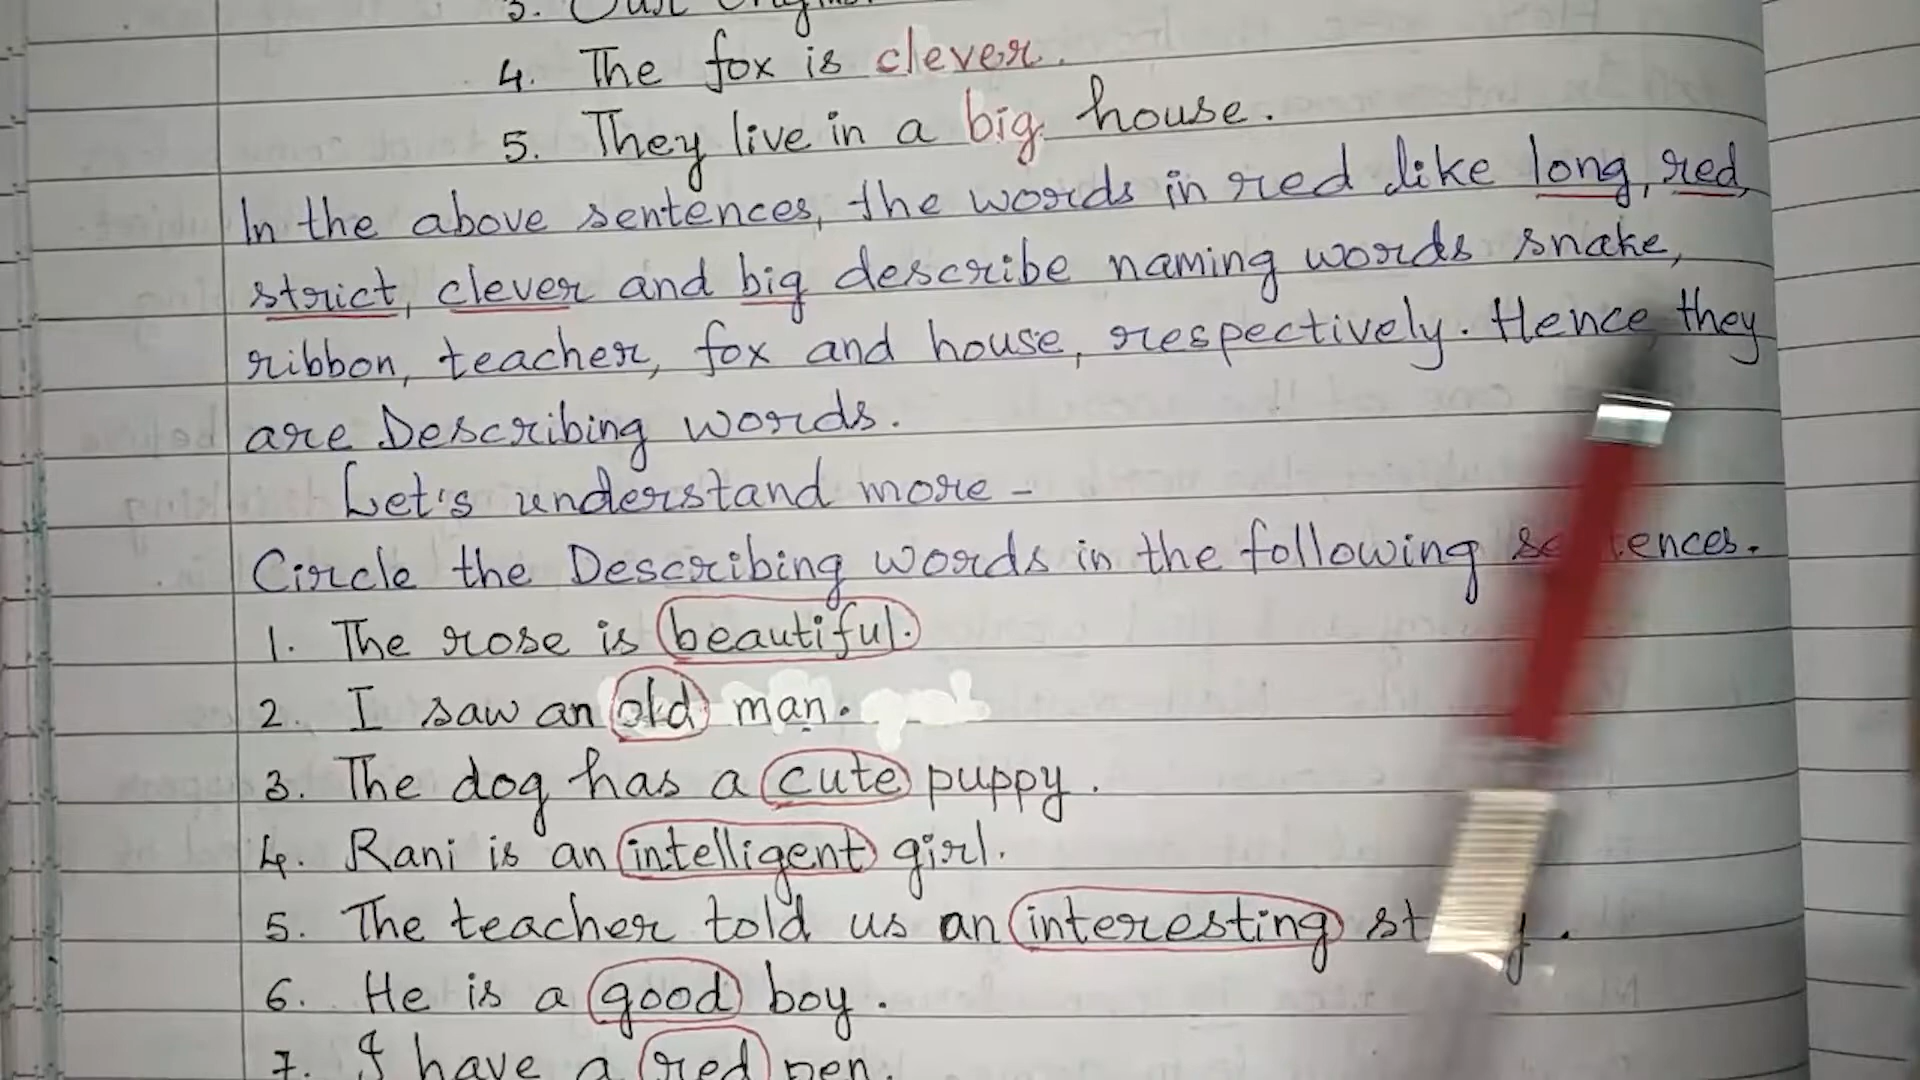 3. Our
4. The fox is clever.
5. They live in a big house.
In the above sentences, the words in red like long, red,
strict, clever and big describe naming words snake,
ribbon, teacher, fox and house, respectively. Hence, they
are Describing words.
Let's understand more -
Circle the Describing words in the following sentences.
1. The rose is beautiful.
2. I saw an old man.
3. The dog has a cute puppy.
4. Rani is an intelligent girl.
5. The teacher told us an interesting
6. He is a good boy.
7. I have a red pen.